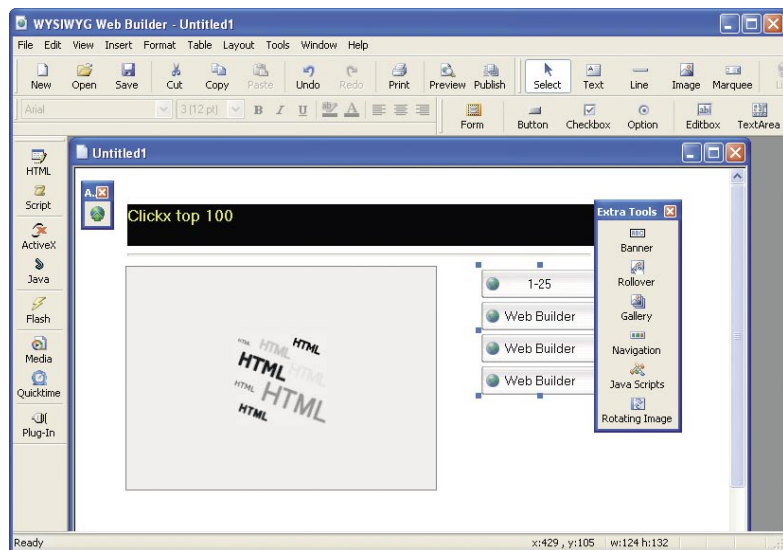 WYSIWYG Web Builder - Untitled1
File Edit View Insert Format Table Layout Tools Window Help
New Open Save Cut Copy Paste Undo Redo Print Preview Publish Select Text Line Image Marquee
Arial 3 (12 pt) B I U ab A
Form Button Checkbox Option Editbox TextArea
HTML
Script
ActiveX
Java
Flash
Media
Quicktime
Plug-In
Untitled1
A..
Clickx top 100
HTML HTML HTML
HTML HTML
HTML HTML
HTML
1-25
Web Builder
Web Builder
Web Builder
Extra Tools
Banner
Rollover
Gallery
Navigation
Java Scripts
Rotating Image
Ready x:429 , y:105 w:124 h:132